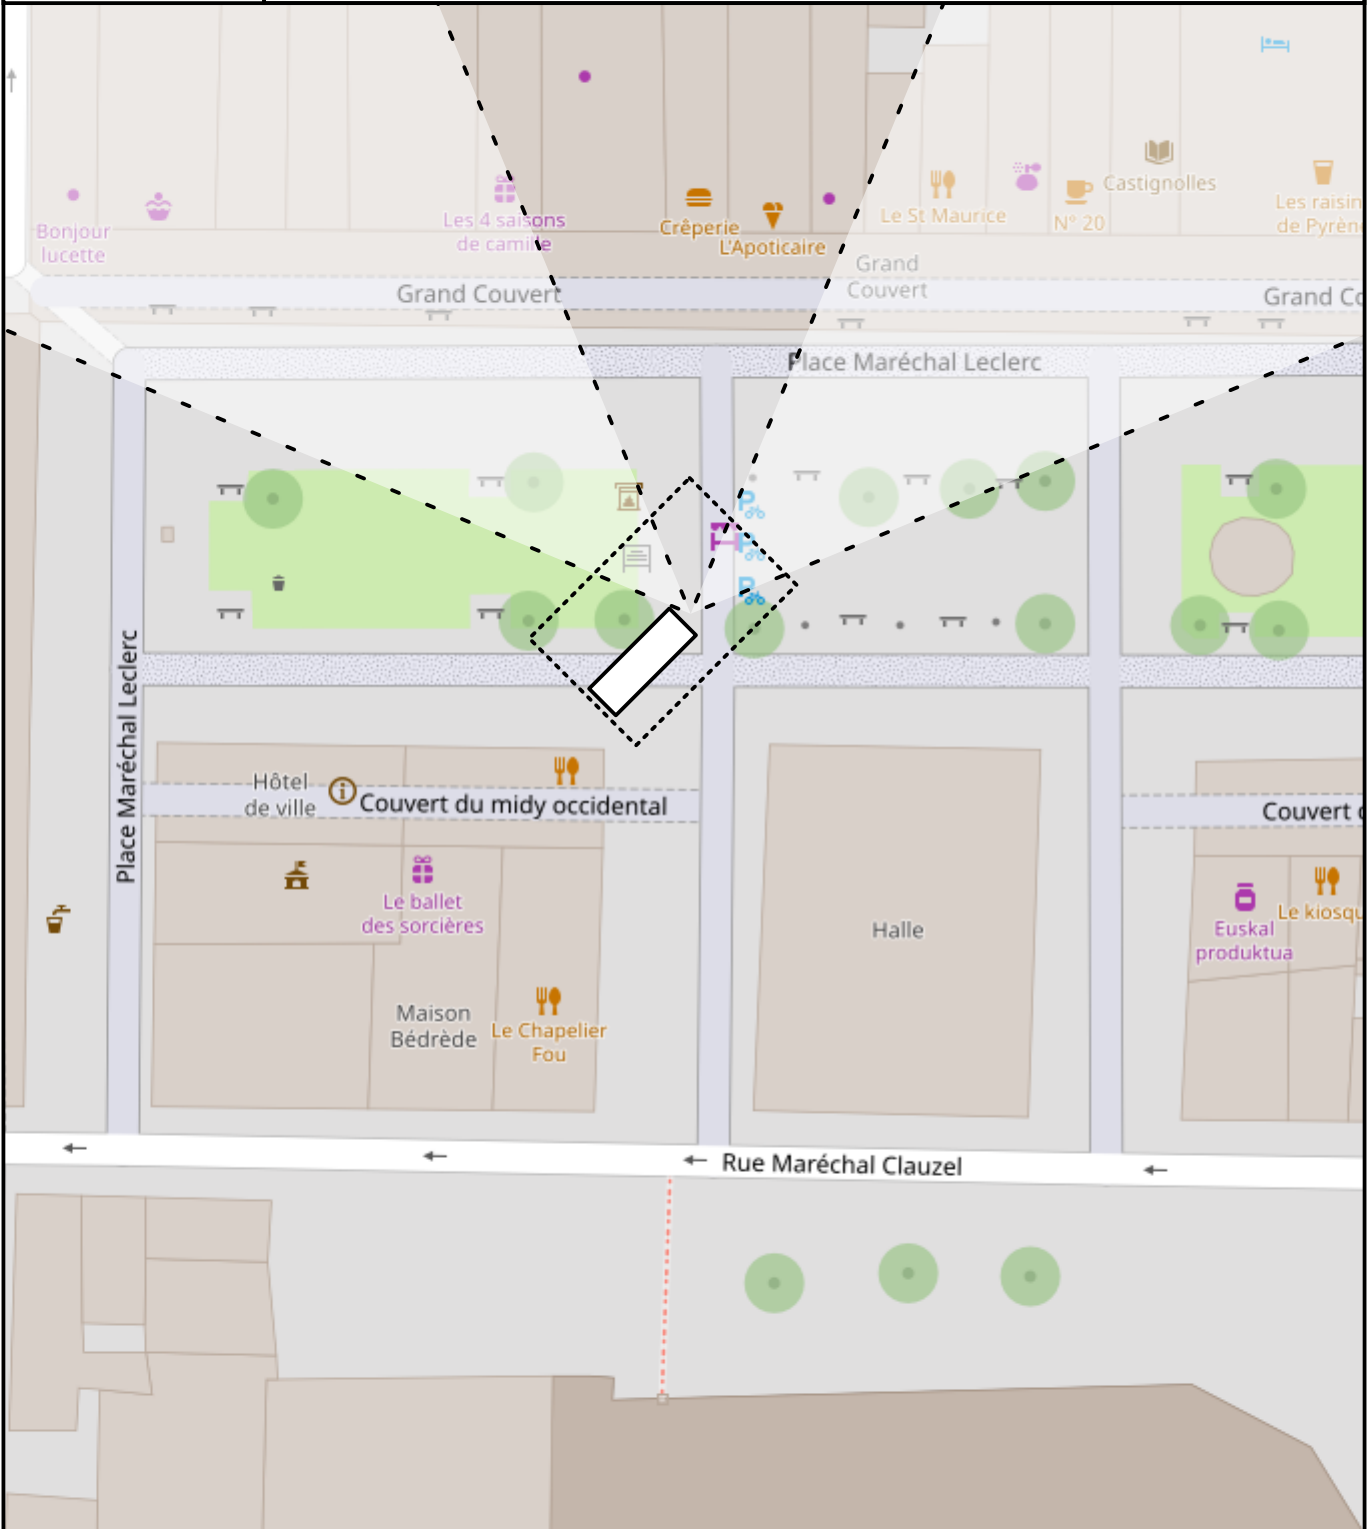 Castignolles
Les 4 saisons
de camille
Crêperie
L'Apoticaire
Le St Maurice
N° 20
Les raisin
de Pyrèn
Bonjour
lucette
Grand
Couvert
Grand Couvert
Grand Co
Place Maréchal Leclerc
P
P
P
Place Maréchal Leclerc
Hôtel
de ville
i
Couvert du midy occidental
Couvert
Le ballet
des sorcières
Halle
Le kiosqu
Euskal
produktua
Maison
Bédrède
Le Chapelier
Fou
Rue Maréchal Clauzel